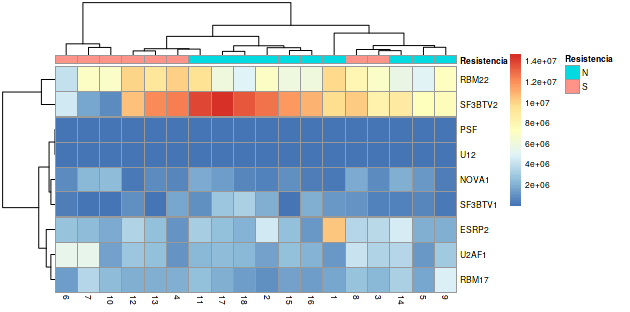 Resistencia
RBM22
SF3BTV2
PSF
U12
NOVA1
SF3BTV1
ESRP2
U2AF1
RBM17
6 7 10 12 13 4 11 17 18 2 15 16 1 8 3 14 5 9
1.4e+07
1.2e+07
1e+07
8e+06
6e+06
4e+06
2e+06
Resistencia
N
S